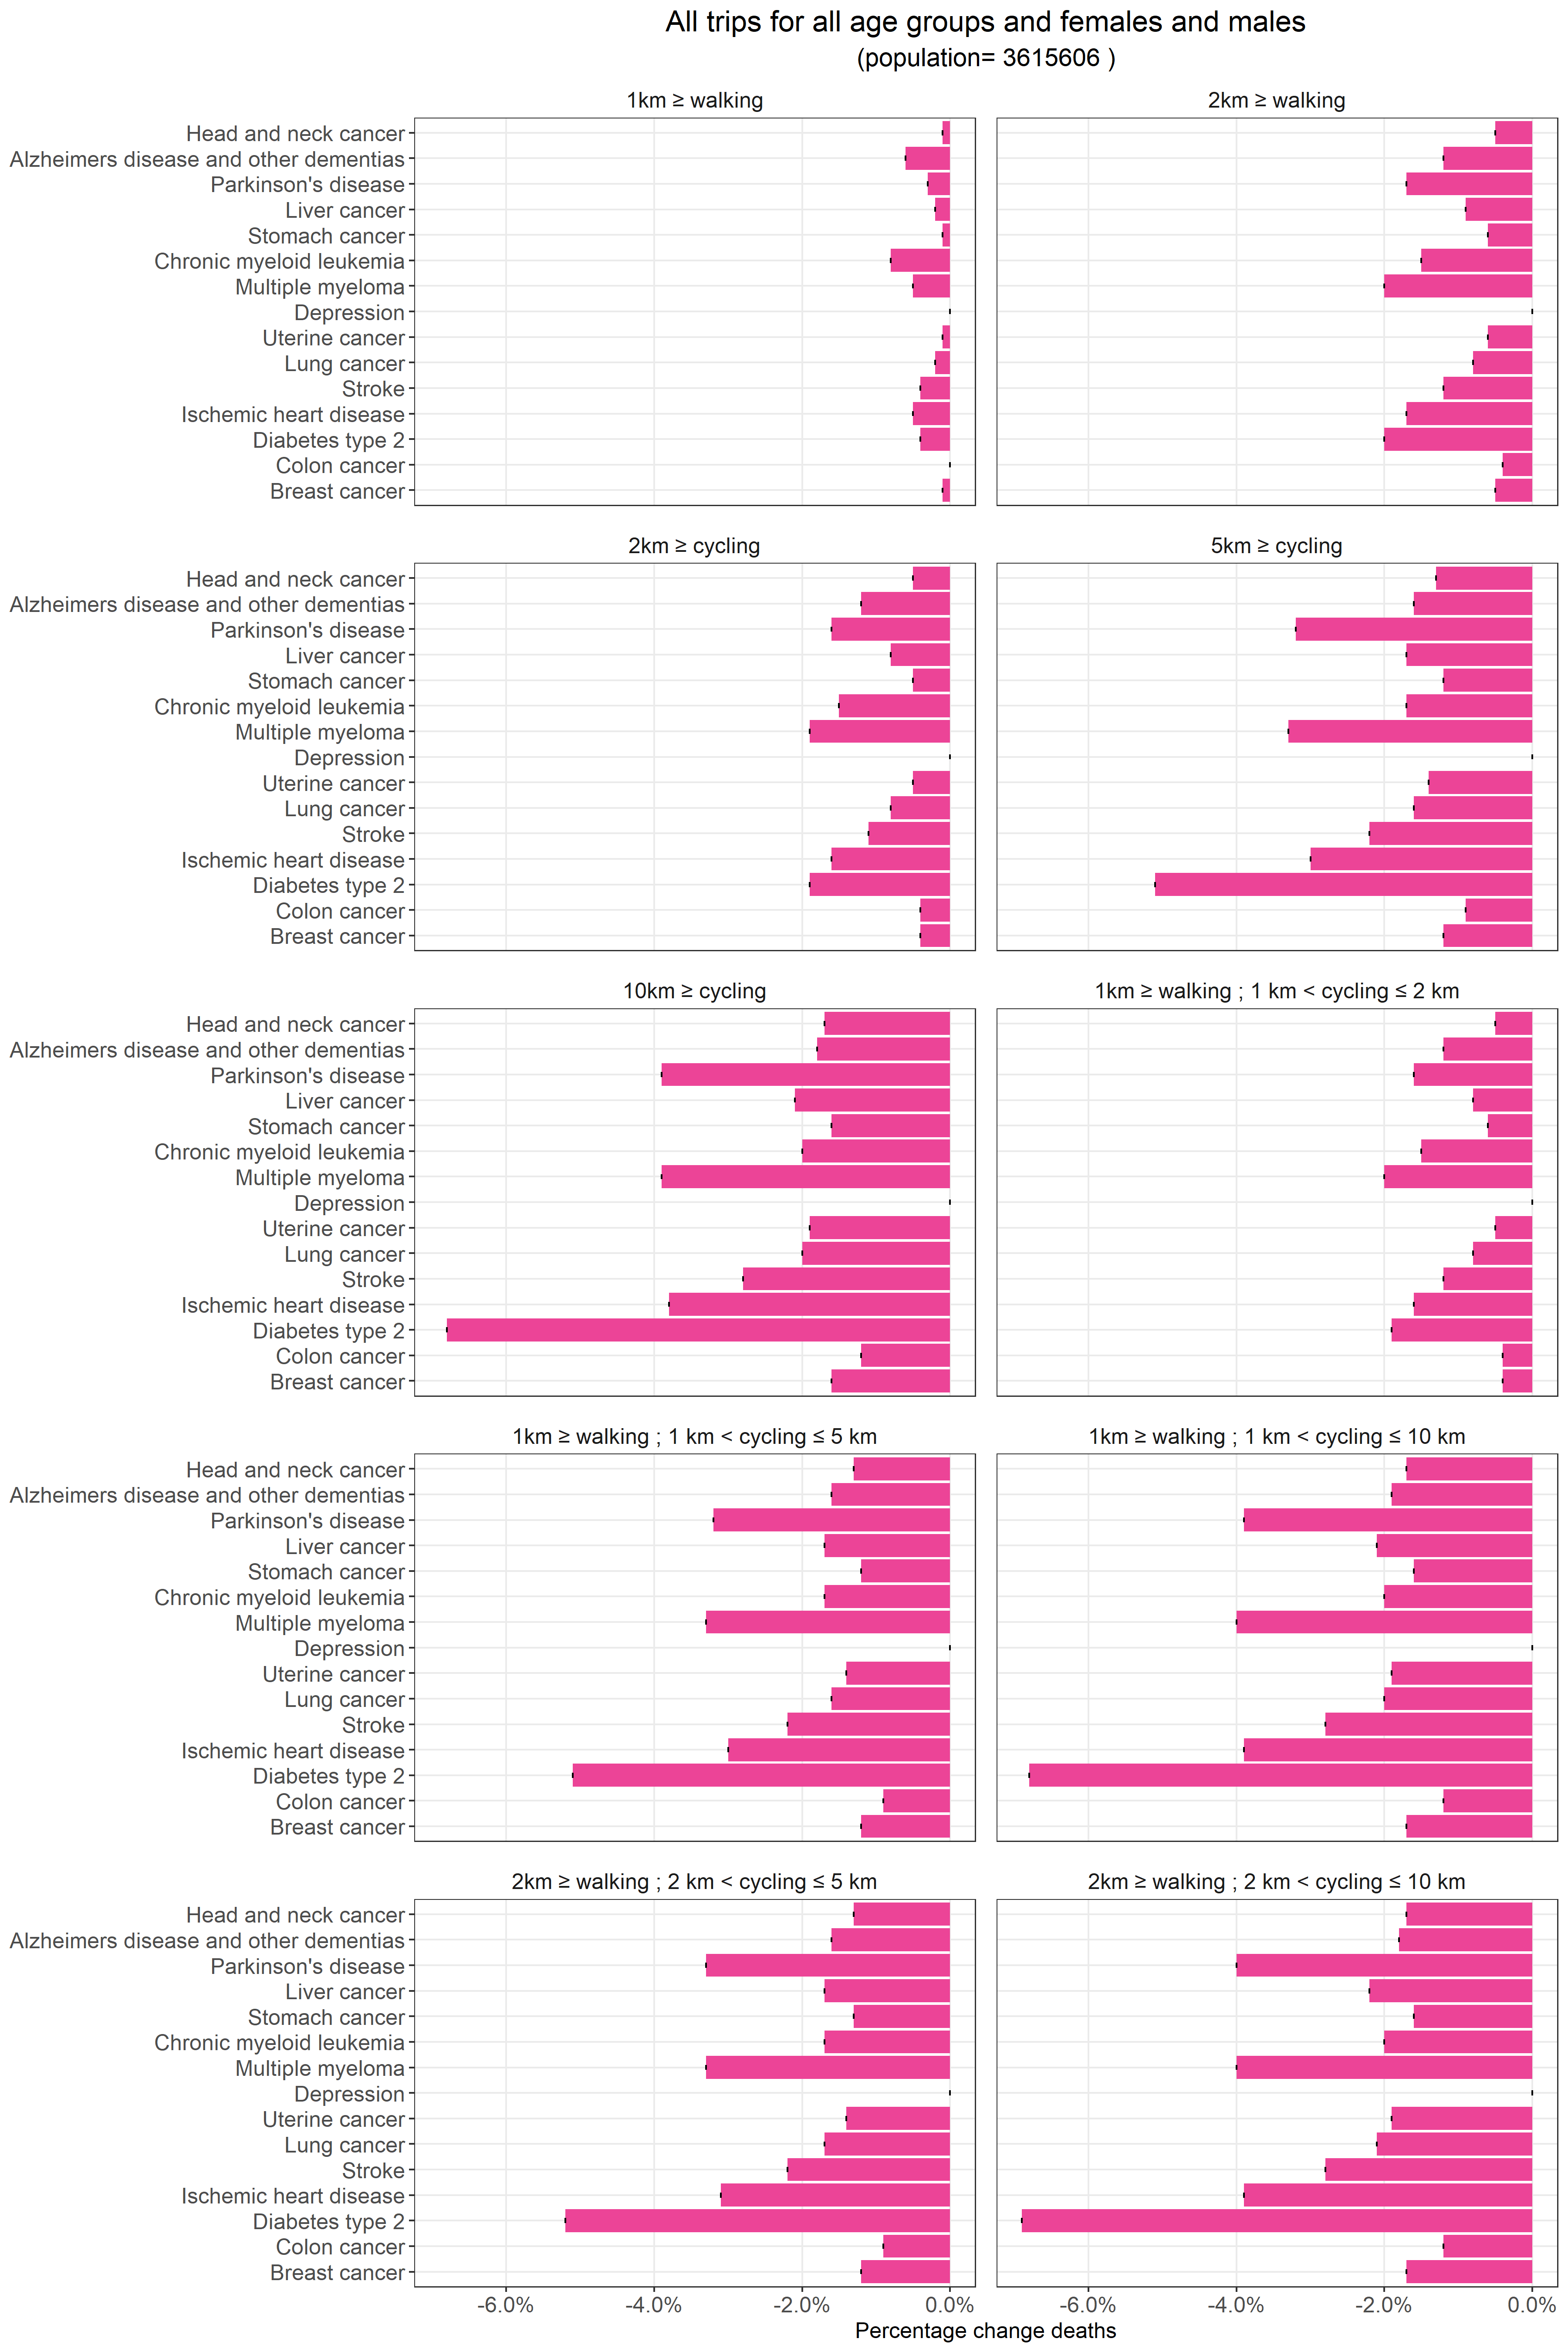 All trips for all age groups and females and males
(population= 3615606 )
1km ≥ walking
2km ≥ walking
Head and neck cancer
Alzheimers disease and other dementias
Parkinson's disease
Liver cancer
Stomach cancer
Chronic myeloid leukemia
Multiple myeloma
Depression
Uterine cancer
Lung cancer
Stroke
Ischemic heart disease
Diabetes type 2
Colon cancer
Breast cancer
2km ≥ cycling
5km ≥ cycling
Head and neck cancer
Alzheimers disease and other dementias
Parkinson's disease
Liver cancer
Stomach cancer
Chronic myeloid leukemia
Multiple myeloma
Depression
Uterine cancer
Lung cancer
Stroke
Ischemic heart disease
Diabetes type 2
Colon cancer
Breast cancer
10km ≥ cycling
1km ≥ walking ; 1 km < cycling ≤ 2 km
Head and neck cancer
Alzheimers disease and other dementias
Parkinson's disease
Liver cancer
Stomach cancer
Chronic myeloid leukemia
Multiple myeloma
Depression
Uterine cancer
Lung cancer
Stroke
Ischemic heart disease
Diabetes type 2
Colon cancer
Breast cancer
1km ≥ walking ; 1 km < cycling ≤ 5 km
1km ≥ walking ; 1 km < cycling ≤ 10 km
Head and neck cancer
Alzheimers disease and other dementias
Parkinson's disease
Liver cancer
Stomach cancer
Chronic myeloid leukemia
Multiple myeloma
Depression
Uterine cancer
Lung cancer
Stroke
Ischemic heart disease
Diabetes type 2
Colon cancer
Breast cancer
2km ≥ walking ; 2 km < cycling ≤ 5 km
2km ≥ walking ; 2 km < cycling ≤ 10 km
Head and neck cancer
Alzheimers disease and other dementias
Parkinson's disease
Liver cancer
Stomach cancer
Chronic myeloid leukemia
Multiple myeloma
Depression
Uterine cancer
Lung cancer
Stroke
Ischemic heart disease
Diabetes type 2
Colon cancer
Breast cancer
-6.0% -4.0% -2.0% 0.0% -6.0% -4.0% -2.0% 0.0%
Percentage change deaths